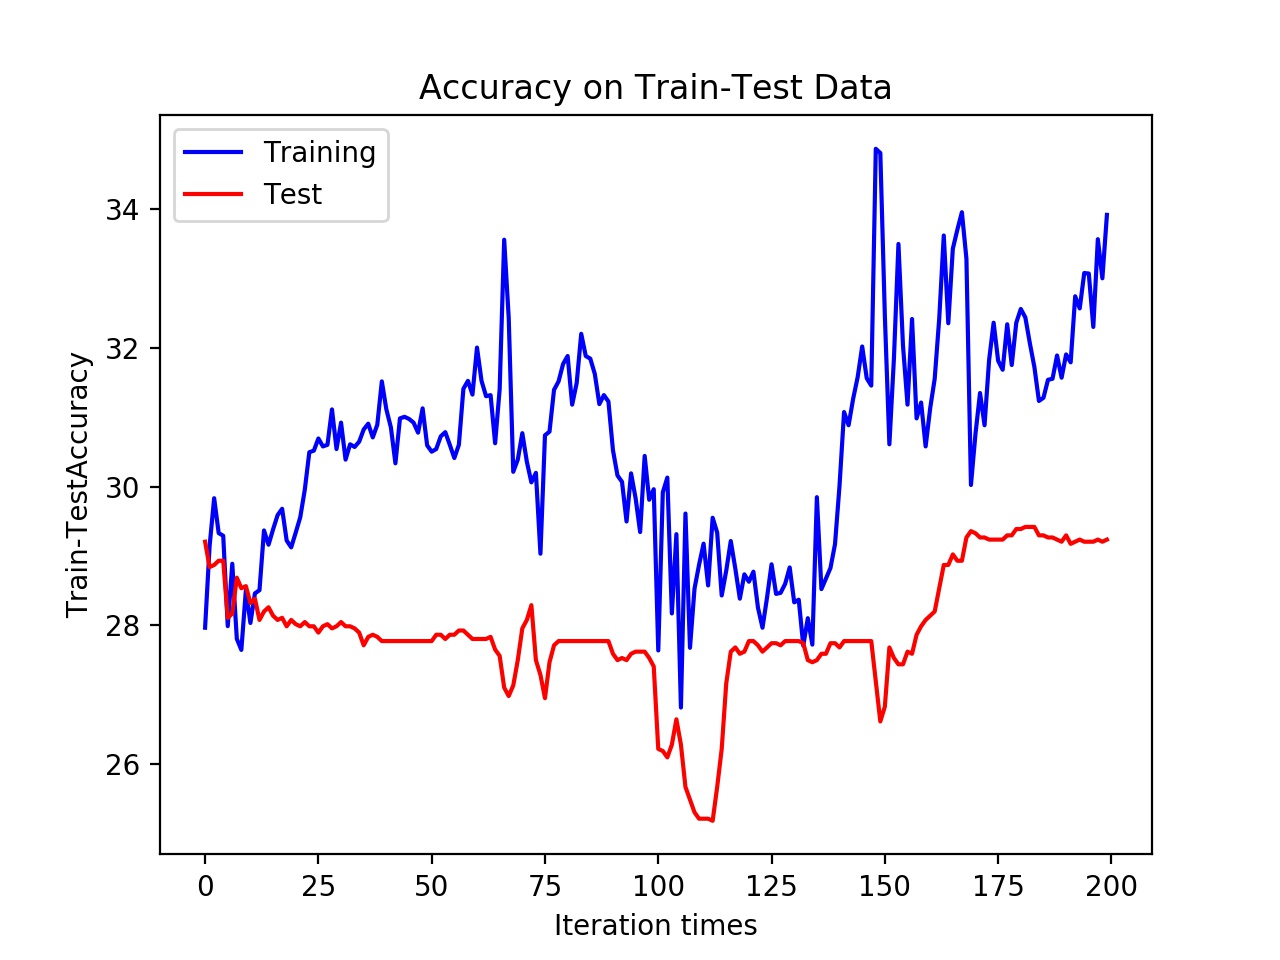 Accuracy on Train-Test Data
Training
Test
Train-TestAccuracy
34
32
30
28
26
0 25 50 75 100 125 150 175 200
Iteration times